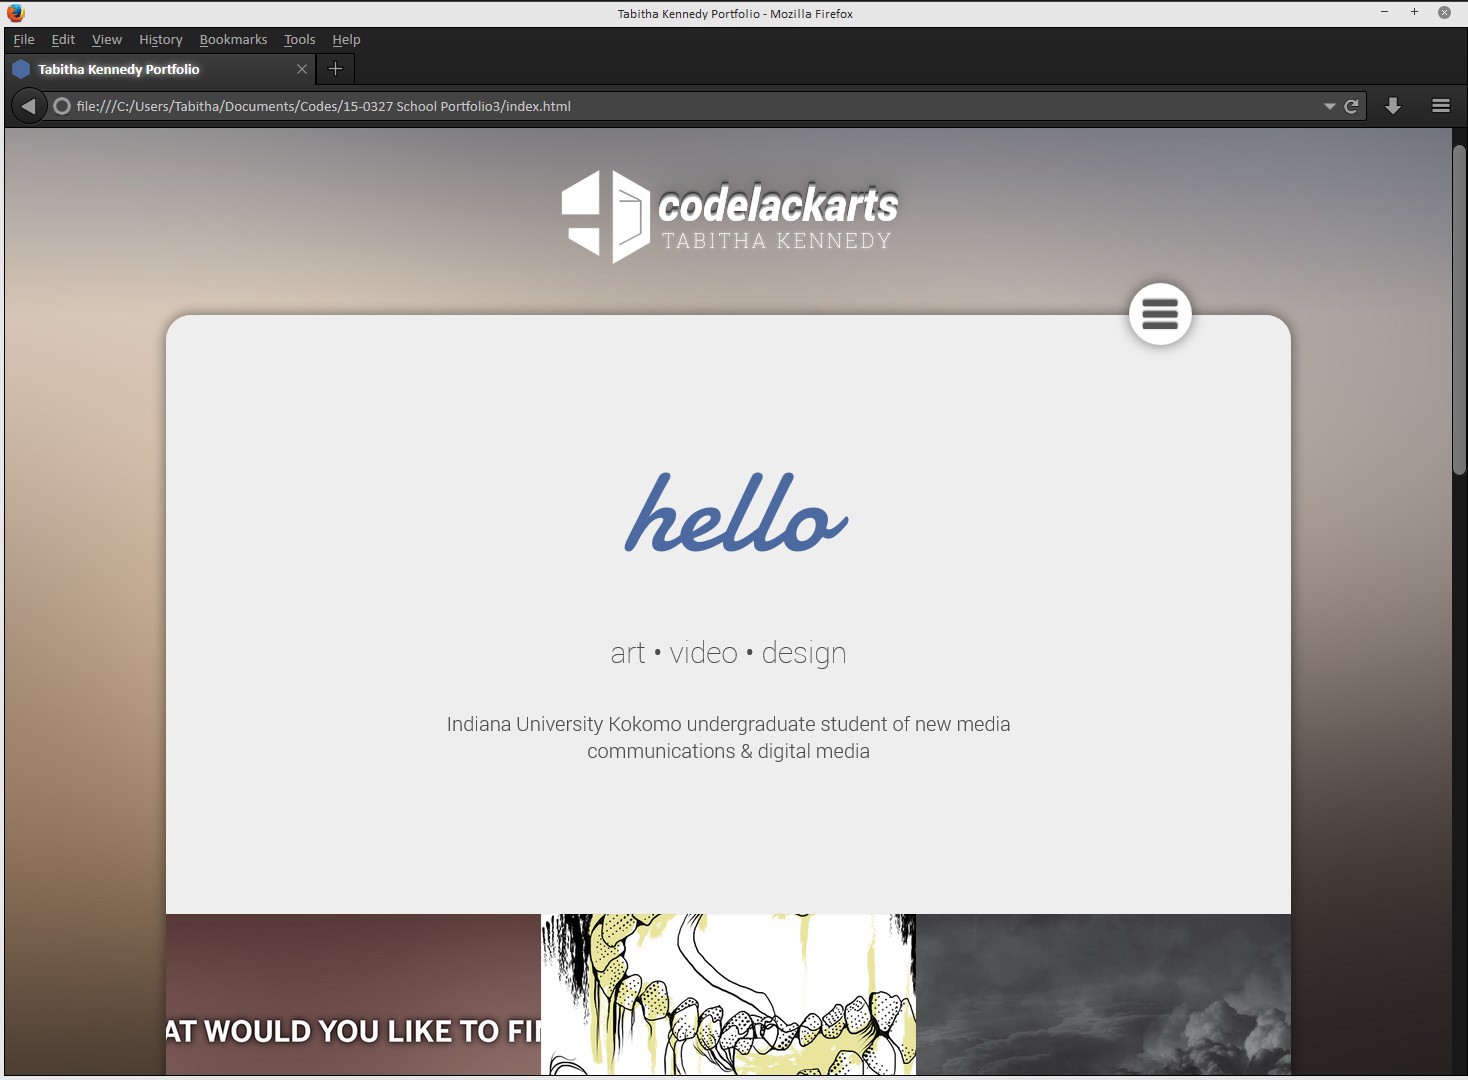 Tabitha Kennedy Portfolio - Mozilla Firefox
File Edit View History Bookmarks Tools Help
Tabitha Kennedy Portfolio
file:///C:/Users/Tabitha/Documents/Codes/15-0327 School Portfolio3/index.html
codelackarts
TABITHA KENNEDY
hello
art • video • design
Indiana University Kokomo undergraduate student of new media
communications & digital media
AT WOULD YOU LIKE TO FI